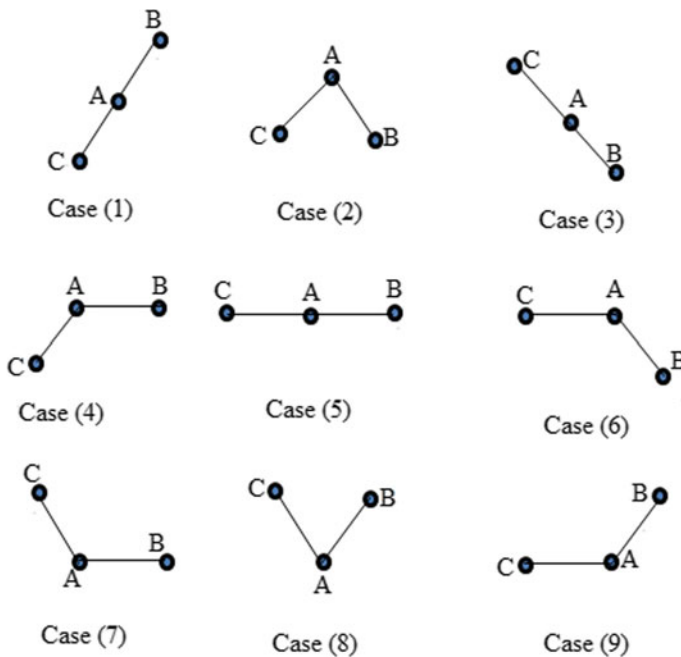 B
A
C
Case (1)
A
C
B
Case (2)
C
A
B
Case (3)
A
B
C
Case (4)
C
A
B
Case (5)
C
A
B
Case (6)
C
B
A
Case (7)
C
B
A
Case (8)
B
C
A
Case (9)